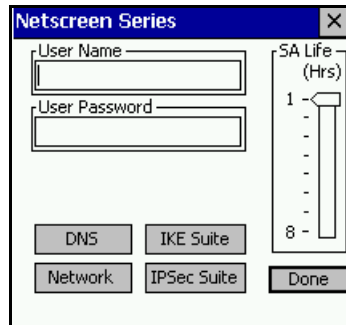 Netscreen Series
User Name
User Password
SA Life
(Hrs)
1
8
DNS
IKE Suite
Network
IPSec Suite
Done